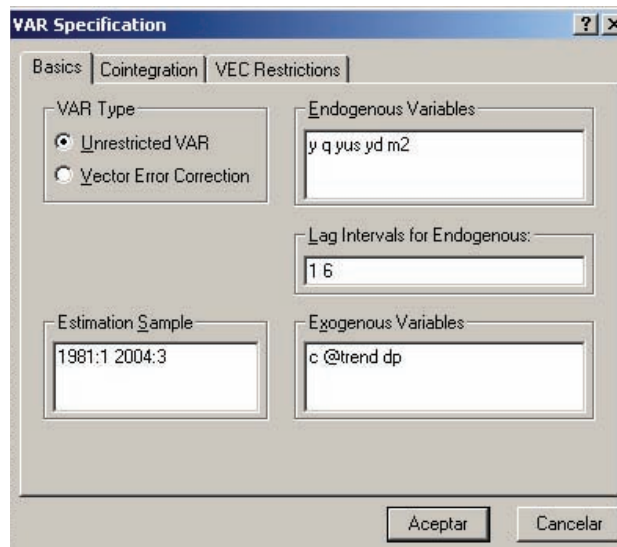 VAR Specification
Basics
Cointegration
VEC Restrictions
VAR Type
Unrestricted VAR
Vector Error Correction
Endogenous Variables
y q yus yd m2
Lag Intervals for Endogenous:
1 6
Estimation Sample
1981:1 2004:3
Exogenous Variables
c @trend dp
Aceptar
Cancelar